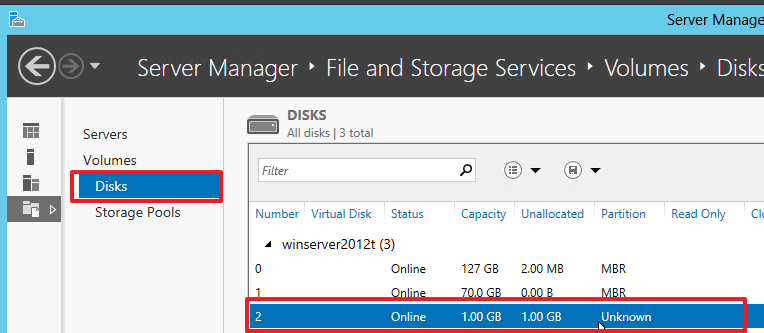 Server Manage
Server Manager • File and Storage Services • Volumes • Disks
Servers
Volumes
Disks
Storage Pools
DISKS
All disks | 3 total
Filter
Number Virtual Disk Status Capacity Unallocated Partition Read Only Clu
winserver2012t (3)
0 Online 127 GB 2.00 MB MBR
1 Online 70.0 GB 0.00 B MBR
2 Online 1.00 GB 1.00 GB Unknown